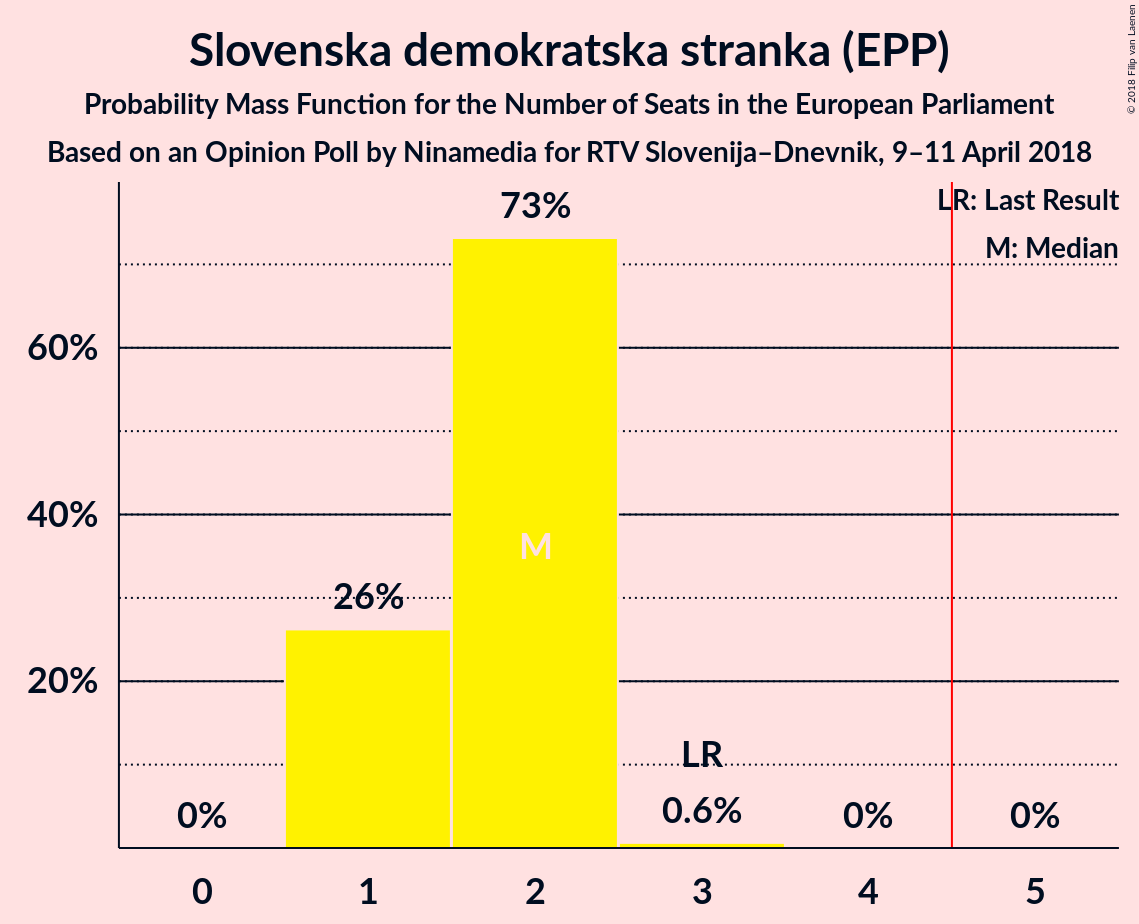 Slovenska demokratska stranka (EPP)
Probability Mass Function for the Number of Seats in the European Parliament
Based on an Opinion Poll by Ninamedia for RTV Slovenija–Dnevnik, 9–11 April 2018
© 2018 Filip van Laenen
LR: Last Result
M: Median
73%
60%
40%
M
26%
20%
LR
0%
0.6%
0%
0%
0 1 2 3 4 5